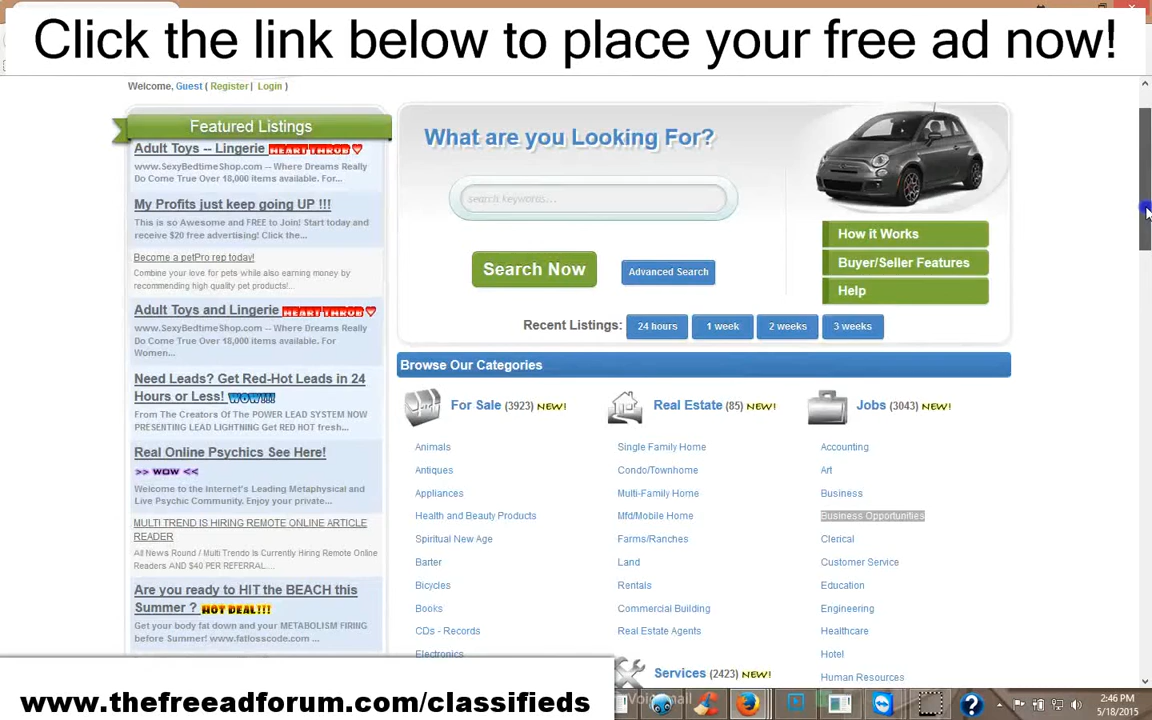 Click the link below to place your free ad now!
Welcome, Guest ( Register | Login )
Featured Listings
Adult Toys -- Lingerie HEART THROB
www.SexyBedtimeShop.com -- Where Dreams Really
Do Come True Over 18,000 items available. For...
My Profits just keep going UP !!!
This is so Awesome and FREE to Join! Start today and
receive $20 free advertising! Click the...
Become a petPro rep today!
Combine your love for pets while also earning money by
recommending high quality pet products!...
Adult Toys and Lingerie HEART THROB
www.SexyBedtimeShop.com -- Where Dreams Really
Do Come True Over 18,000 items available. For
Women...
Need Leads? Get Red-Hot Leads in 24
Hours or Less! WOW!!!
From The Creators Of The POWER LEAD SYSTEM NOW
PRESENTING LEAD LIGHTNING Get RED HOT fresh...
Real Online Psychics See Here!
>> WOW <<
Welcome to the Internet's Leading Metaphysical and
Live Psychic Community. Enjoy your private...
MULTI TREND IS HIRING REMOTE ONLINE ARTICLE
READER
All News Round / Multi Trendo is Currently Hiring Remote Online
Readers AND $40 PER REFERRAL....
Are you ready to HIT the BEACH this
Summer ? HOT DEAL!!!
Get your body fat down and your METABOLISM FIRING
before Summer! www.fatlosscode.com ...
What are you Looking For?
search keywords...
Search Now
Advanced Search
How it Works
Buyer/Seller Features
Help
Recent Listings: 24 hours 1 week 2 weeks 3 weeks
Browse Our Categories
For Sale (3923) NEW!
Animals
Antiques
Appliances
Health and Beauty Products
Spiritual New Age
Barter
Bicycles
Books
CDs - Records
Electronics
Real Estate (85) NEW!
Single Family Home
Condo/Townhome
Multi-Family Home
Mfd/Mobile Home
Farms/Ranches
Land
Rentals
Commercial Building
Real Estate Agents
Services (2423) NEW!
Jobs (3043) NEW!
Accounting
Art
Business
Business Opportunities
Clerical
Customer Service
Education
Engineering
Healthcare
Hotel
Human Resources
www.thefreeadforum.com/classifieds
2:46 PM
5/18/2015